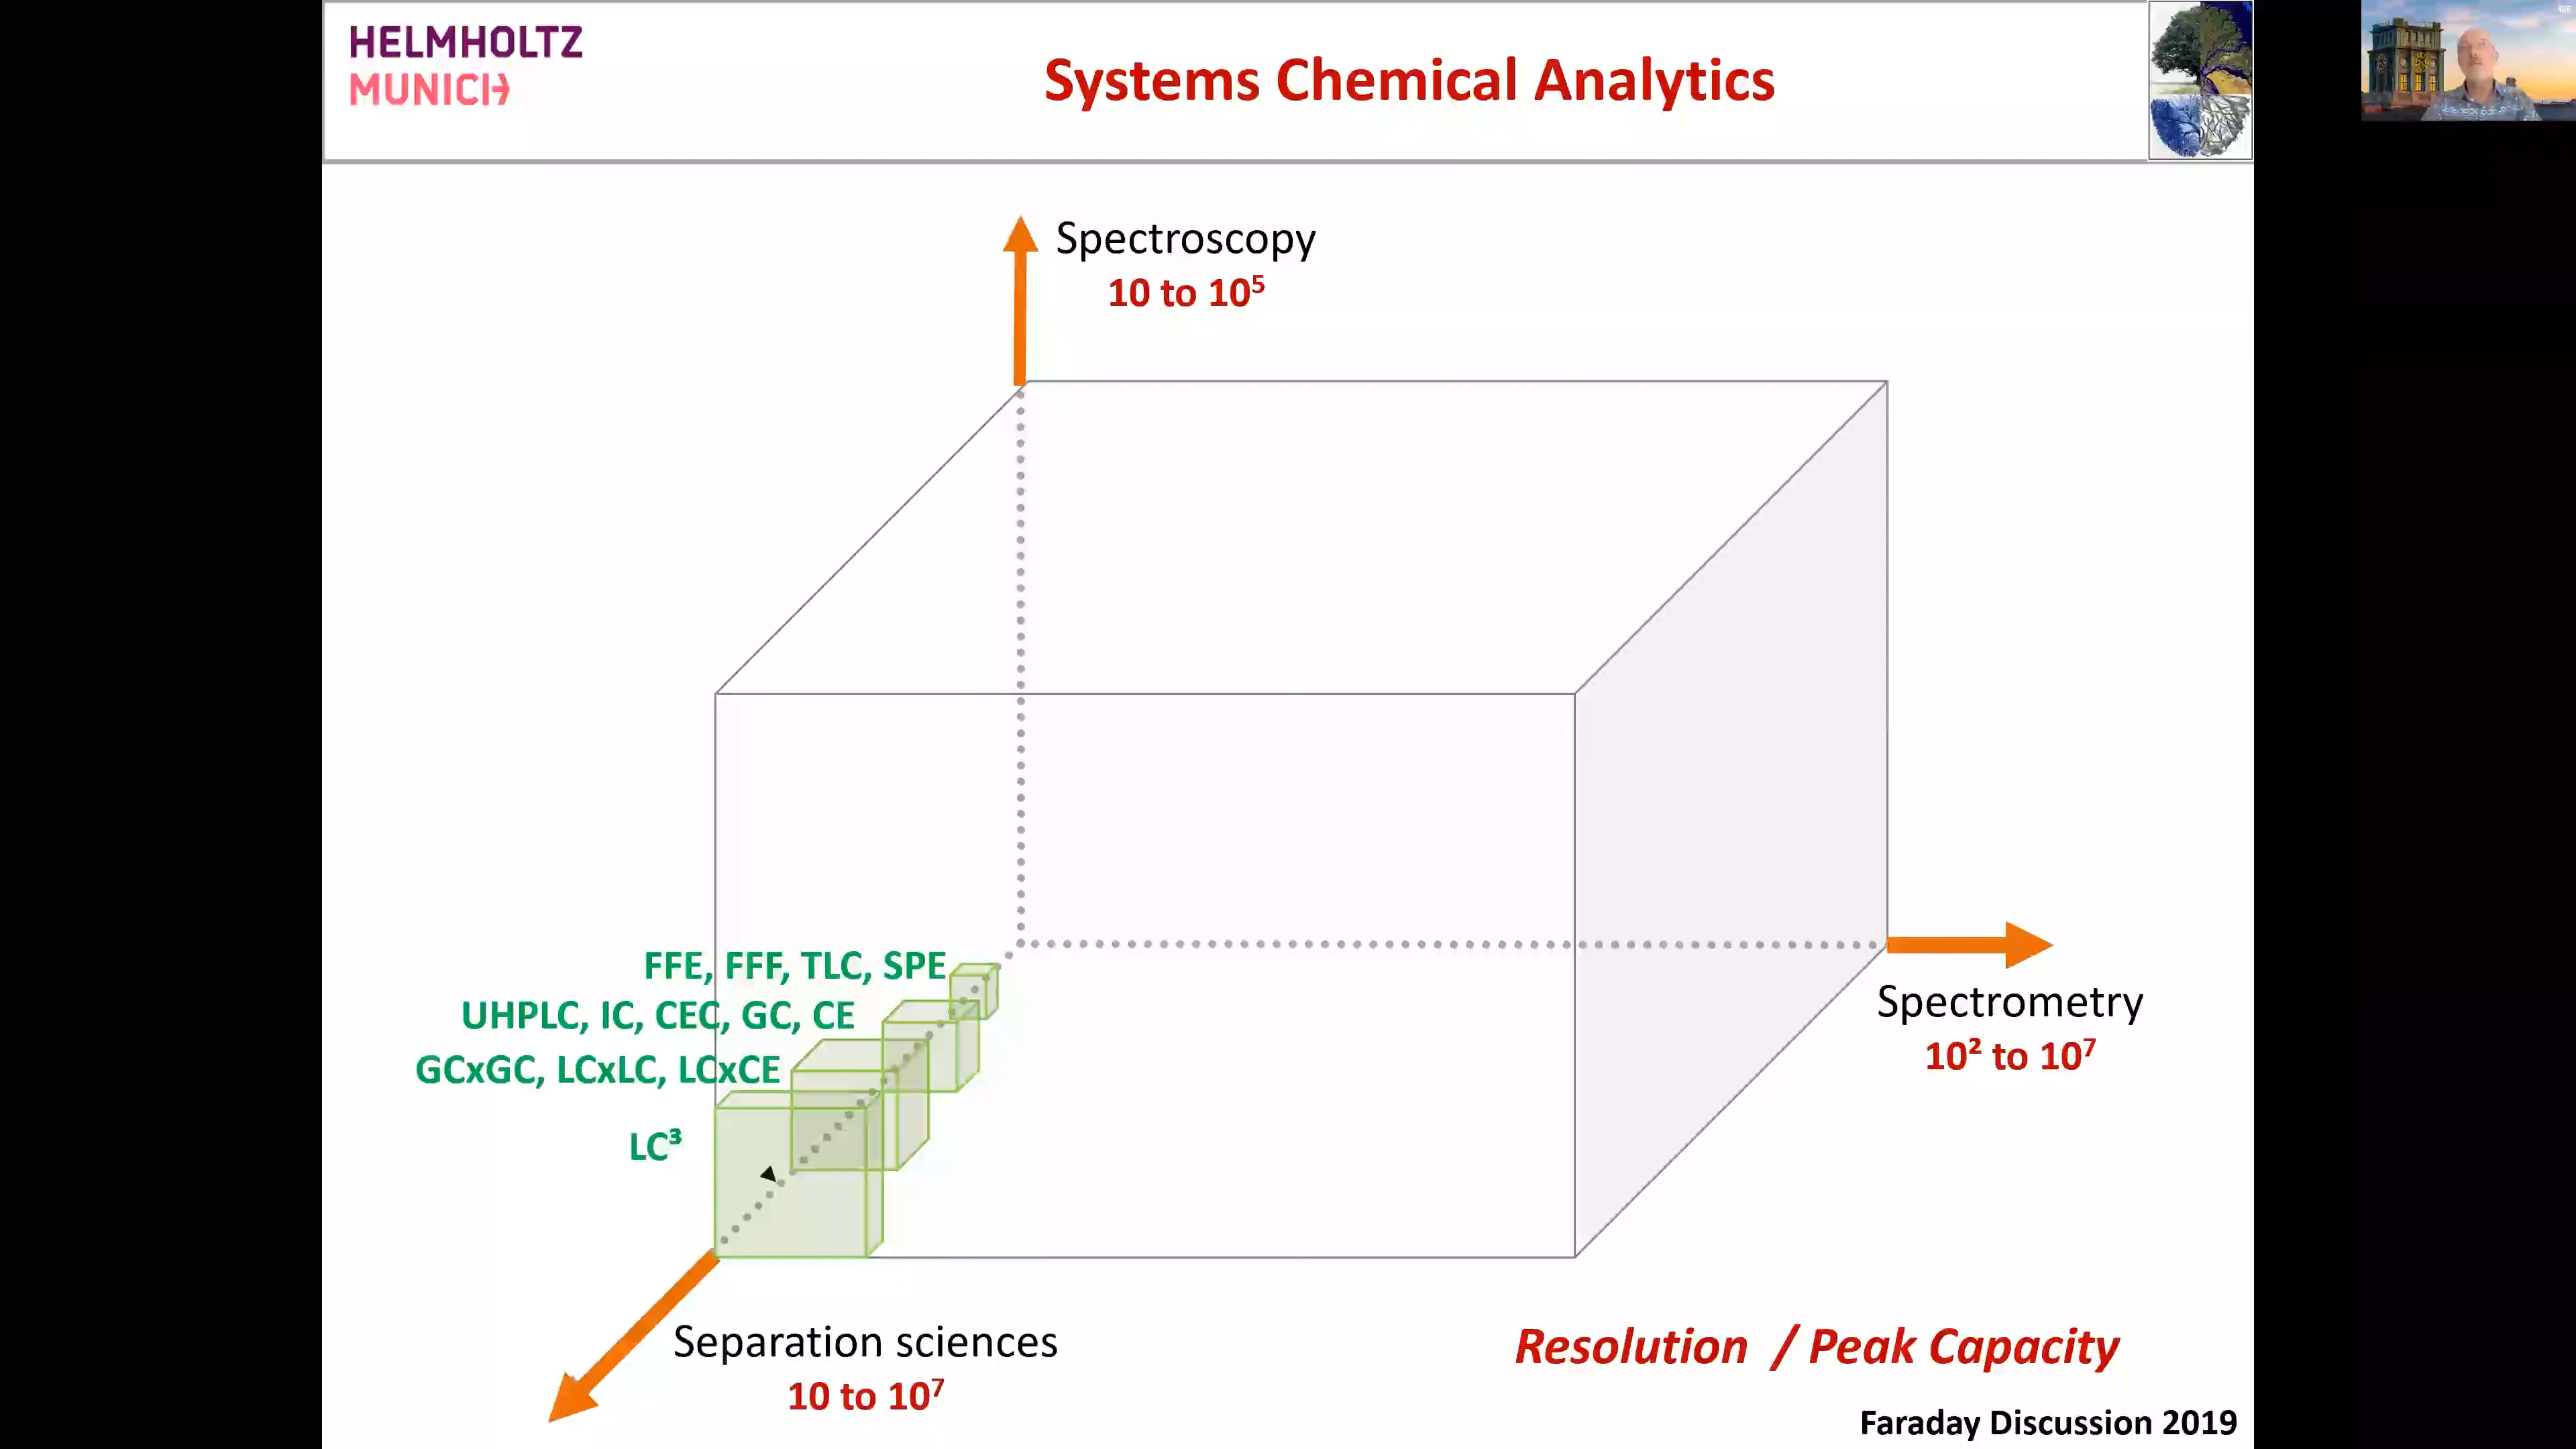 HELMHOLTZ
MUNICH
Systems Chemical Analytics
Spectroscopy
10 to 10⁵
FFE, FFF, TLC, SPE
UHPLC, IC, CEC, GC, CE
GCxGC, LCxLC, LCxCE
LC³
Spectrometry
10² to 10⁷
Separation sciences
10 to 10⁷
Resolution / Peak Capacity
Faraday Discussion 2019